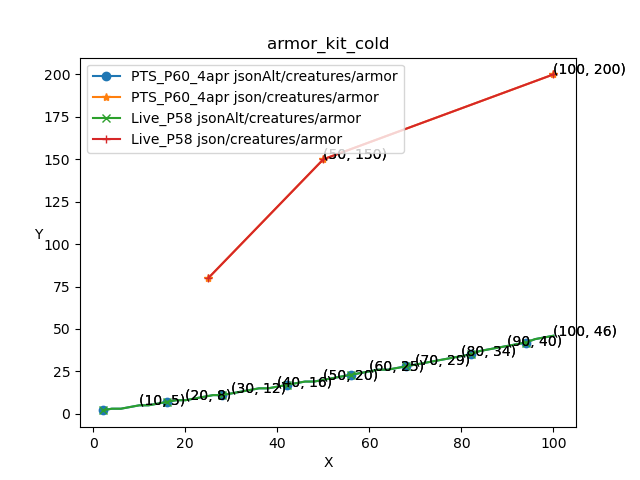 armor_kit_cold
PTS_P60_4apr jsonAlt/creatures/armor
PTS_P60_4apr json/creatures/armor
Live_P58 jsonAlt/creatures/armor
Live_P58 json/creatures/armor
(100, 200)
(50, 150)
200
175
150
125
100
75
50
25
0
Y
(100, 46)
(90, 40)
(80, 34)
(70, 29)
(60, 25)
(50, 20)
(40, 16)
(30, 12)
(20, 8)
(10, 5)
0 20 40 60 80 100
X